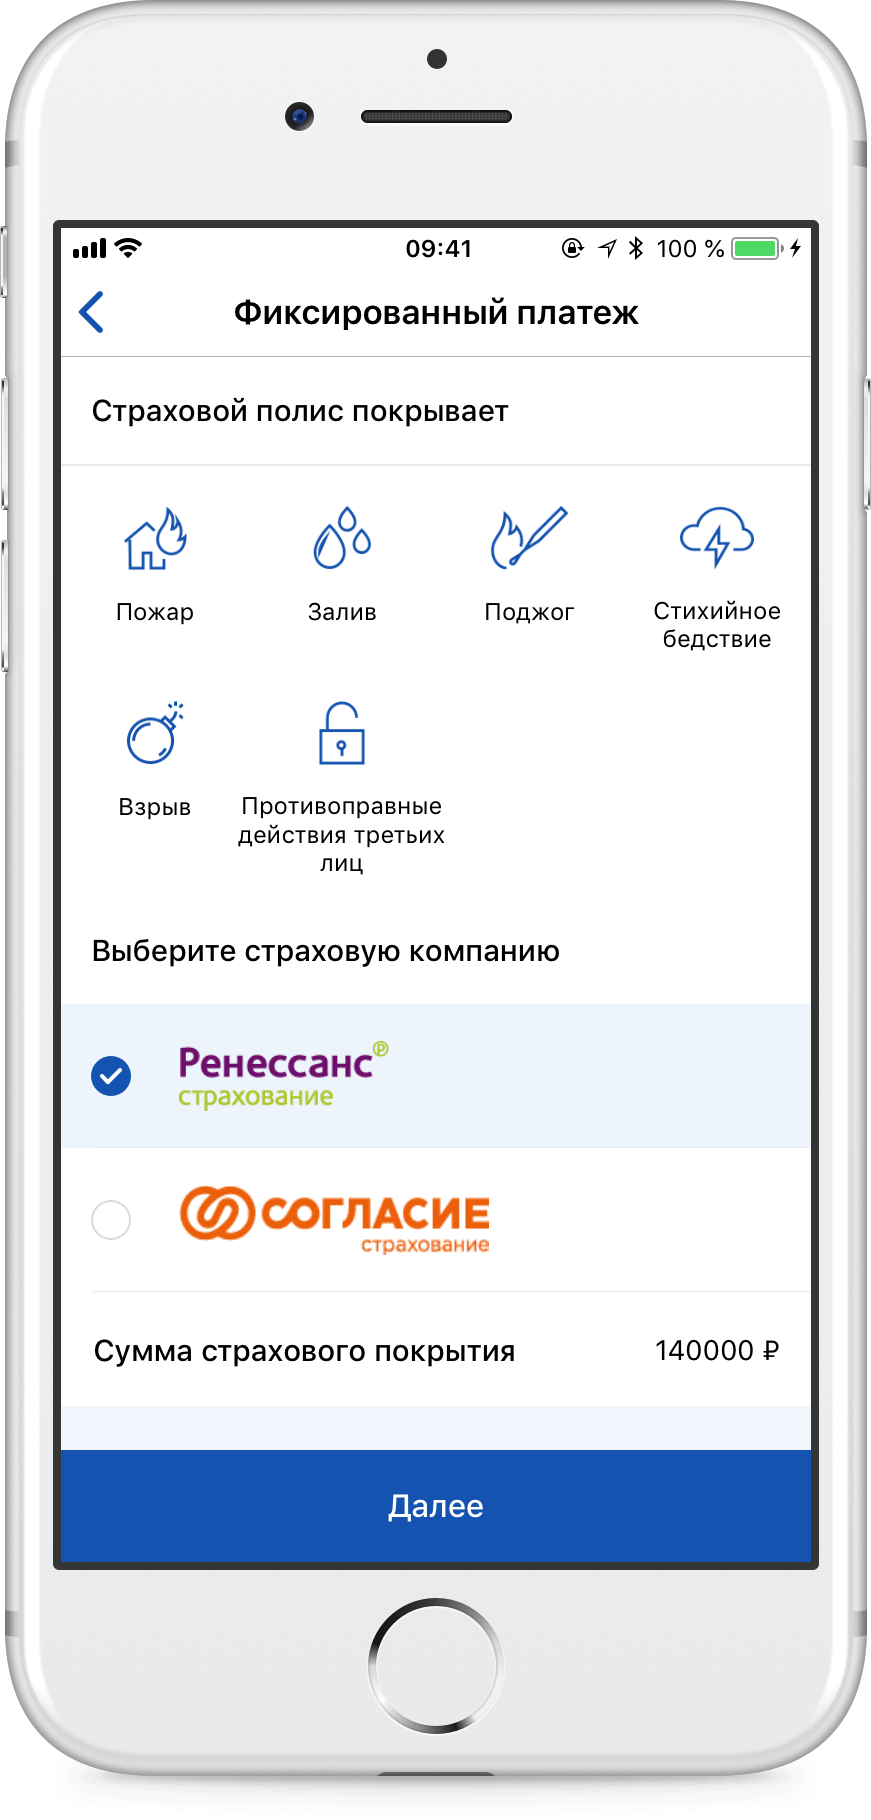 09:41
100 %
Фиксированный платеж
Страховой полис покрывает
Пожар
Залив
Поджог
Стихийное
бедствие
Взрыв
Противоправные
действия третьих
лиц
Выберите страховую компанию
Ренессанс ®
страхование
СОГЛАСИЕ
страхование
Сумма страхового покрытия 140000 ₽
Далее